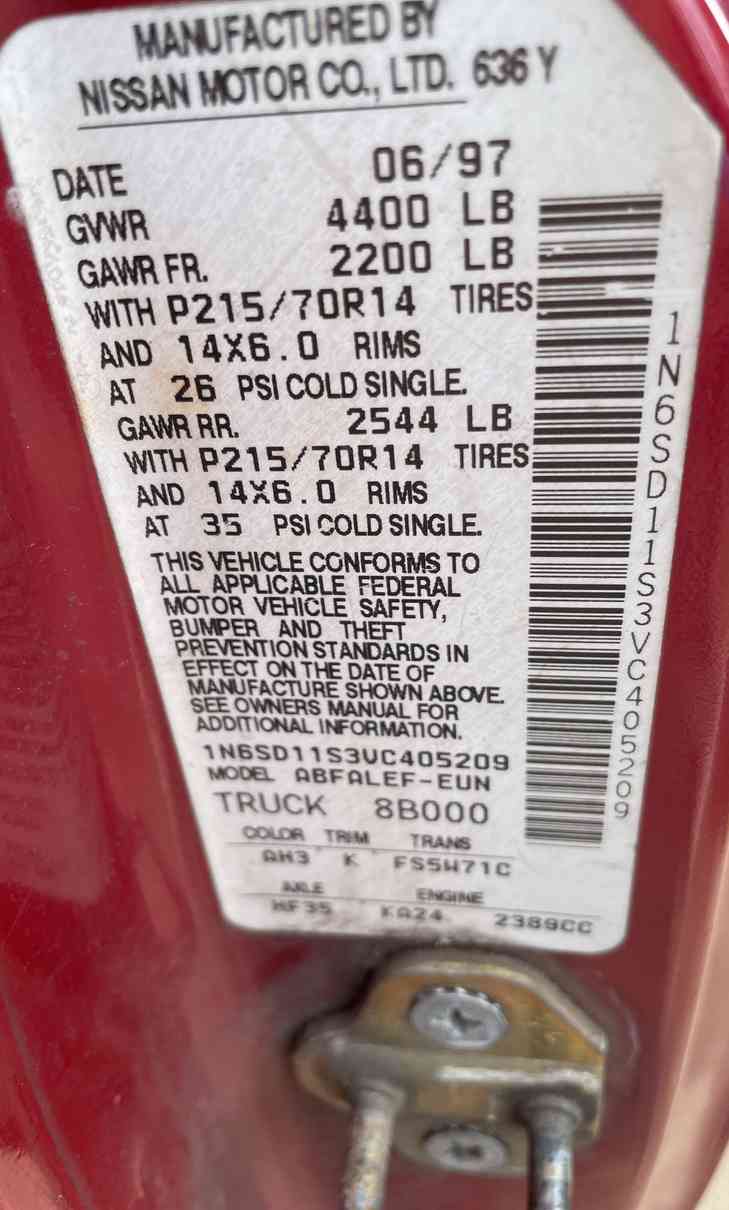 MANUFACTURED BY
NISSAN MOTOR CO., LTD. 636 Y
DATE 06/97
GVWR 4400 LB
GAWR FR. 2200 LB
WITH P215/70R14 TIRES
AND 14X6.0 RIMS
AT 26 PSI COLD SINGLE.
GAWR RR. 2544 LB
WITH P215/70R14 TIRES
AND 14X6.0 RIMS
AT 35 PSI COLD SINGLE.
THIS VEHICLE CONFORMS TO
ALL APPLICABLE FEDERAL
MOTOR VEHICLE SAFETY,
BUMPER AND THEFT
PREVENTION STANDARDS IN
EFFECT ON THE DATE OF
MANUFACTURE SHOWN ABOVE.
SEE OWNERS MANUAL FOR
ADDITIONAL INFORMATION.
1N6SD11S3VC405209
MODEL ABFALEF-EUN
TRUCK 8B000
COLOR TRIM TRANS
AH3 K FS5W71C
AXLE ENGINE
HF35 KA24 2389CC
1N6SD11S3VC405209